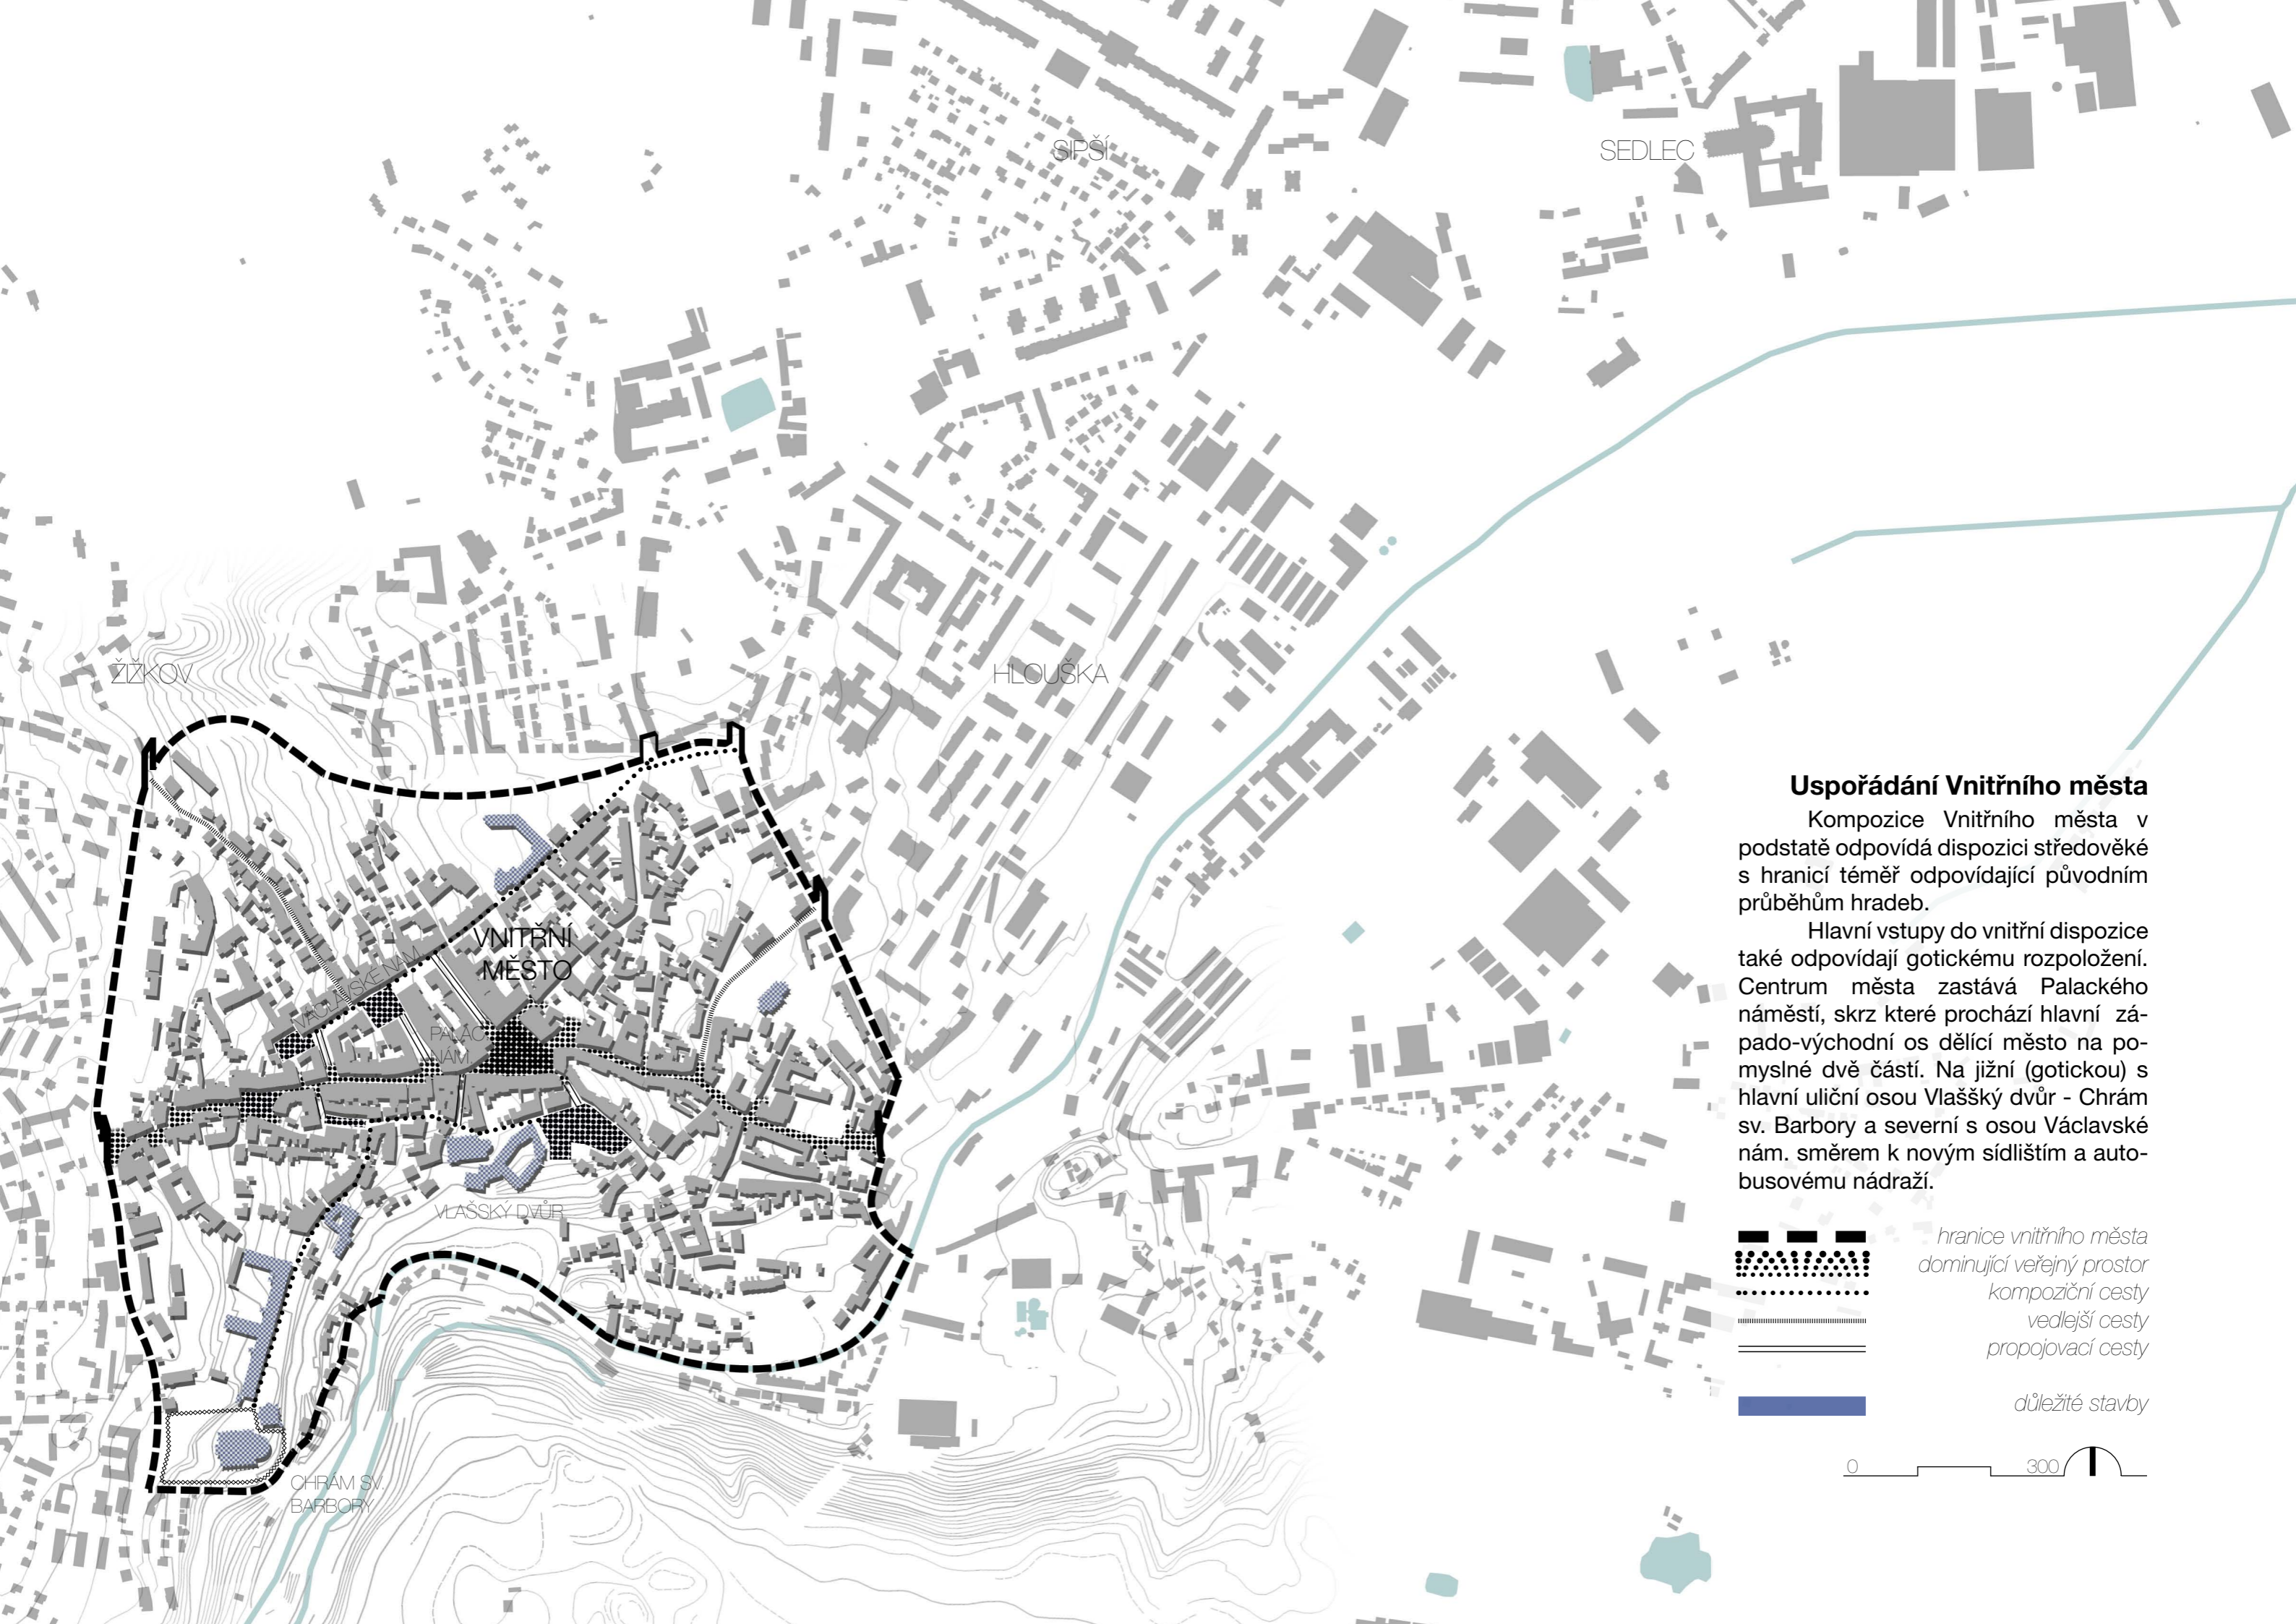 SIPŠÍ
SEDLEC
ŽIŽKOV
HLOUŠKA
VNITŘNÍ
MĚSTO
VÁCLAVSKÉ NÁM.
PALAC.
NÁM.
VLAŠSKÝ DVŮR
CHRÁM SV.
BARBORY
Uspořádání Vnitřního města
Kompozice Vnitřního města v
podstatě odpovídá dispozici středověké
s hranicí téměř odpovídající původním
průběhům hradeb.
Hlavní vstupy do vnitřní dispozice
také odpovídají gotickému rozpoložení.
Centrum města zastává Palackého
náměstí, skrz které prochází hlavní zá-
pado-východní os dělící město na po-
myslné dvě částí. Na jižní (gotickou) s
hlavní uliční osou Vlaššký dvůr - Chrám
sv. Barbory a severní s osou Václavské
nám. směrem k novým sídlištím a auto-
busovému nádraží.
hranice vnitřního města
dominující veřejný prostor
kompoziční cesty
vedlejší cesty
propojovací cesty
důležité stavby
0 300